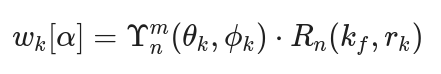 w_k[α] = ϒ_n^m(θ_k, ϕ_k) · R_n(k_f, r_k)